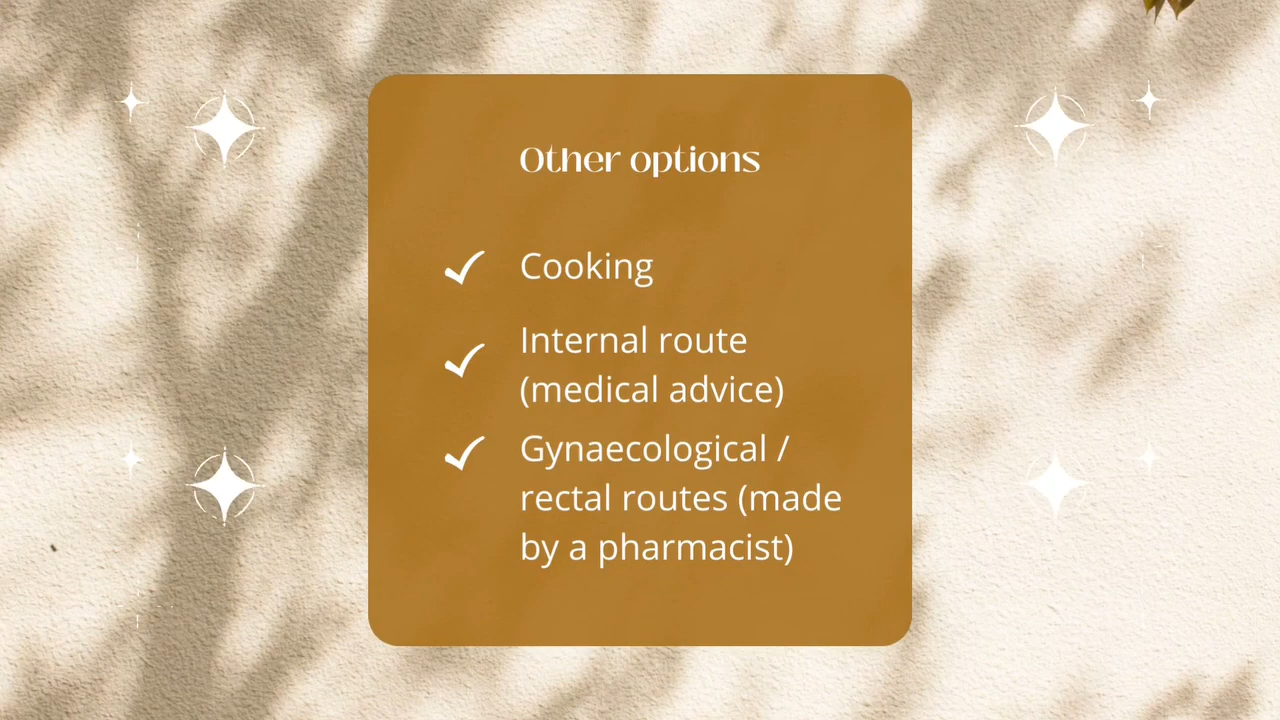 Other options
Cooking
Internal route
(medical advice)
Gynaecological /
rectal routes (made
by a pharmacist)